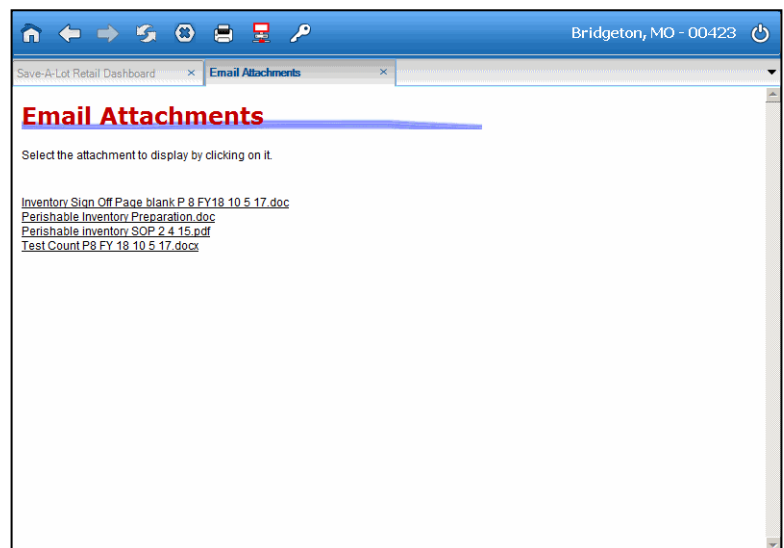 Bridgeton, MO - 00423
Save-A-Lot Retail Dashboard × Email Attachments ×
Email Attachments
Select the attachment to display by clicking on it.
Inventory Sign Off Page blank P 8 FY18 10 5 17.doc
Perishable Inventory Preparation.doc
Perishable inventory SOP 2 4 15.pdf
Test Count P8 FY 18 10 5 17.docx